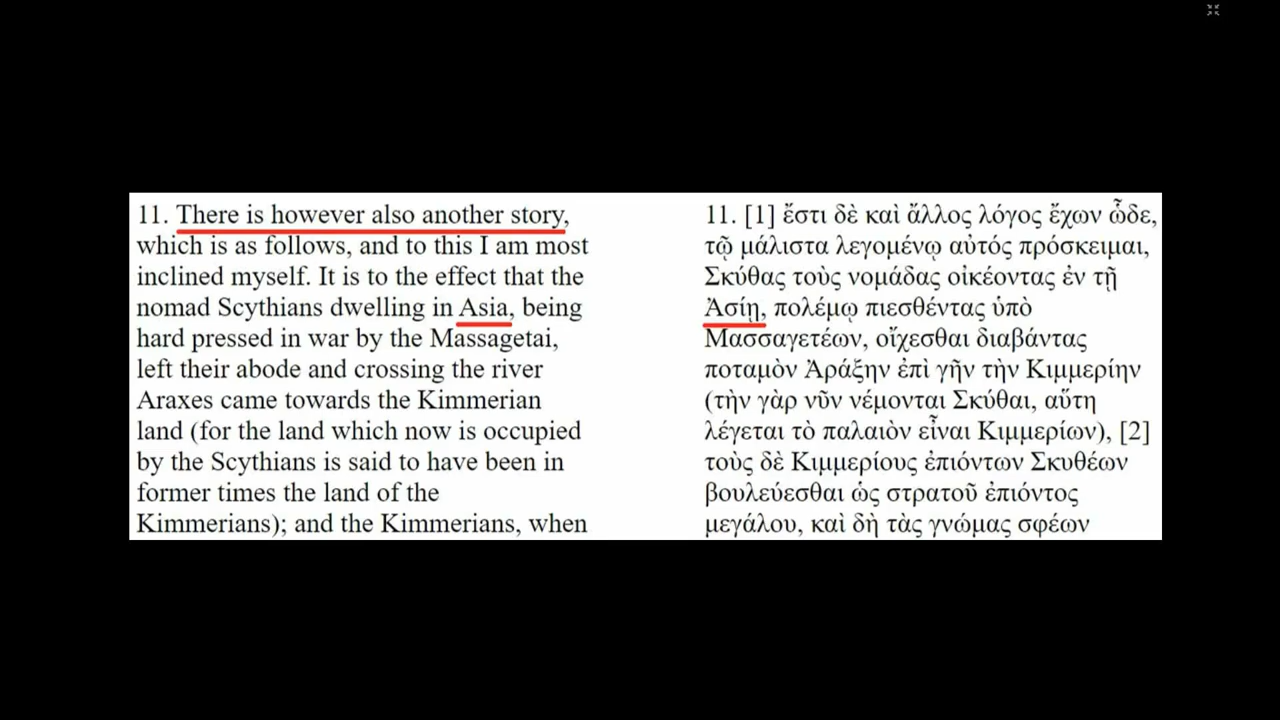 11. There is however also another story,
which is as follows, and to this I am most
inclined myself. It is to the effect that the
nomad Scythians dwelling in Asia, being
hard pressed in war by the Massagetai,
left their abode and crossing the river
Araxes came towards the Kimmerian
land (for the land which now is occupied
by the Scythians is said to have been in
former times the land of the
Kimmerians); and the Kimmerians, when
11. [1] ἔστι δὲ καὶ ἄλλος λόγος ἔχων ὧδε,
τῷ μάλιστα λεγομένῳ αὐτός πρόσκειμαι,
Σκύθας τοὺς νομάδας οἰκέοντας ἐν τῇ
Ἀσίῃ, πολέμῳ πιεσθέντας ὑπὸ
Μασσαγετέων, οἴχεσθαι διαβάντας
ποταμὸν Ἀράξην ἐπὶ γῆν τὴν Κιμμερίην
(τὴν γὰρ νῦν νέμονται Σκύθαι, αὕτη
λέγεται τὸ παλαιὸν εἶναι Κιμμερίων), [2]
τοὺς δὲ Κιμμερίους ἐπιόντων Σκυθέων
βουλεύεσθαι ὡς στρατοῦ ἐπιόντος
μεγάλου, καὶ δὴ τὰς γνώμας σφέων